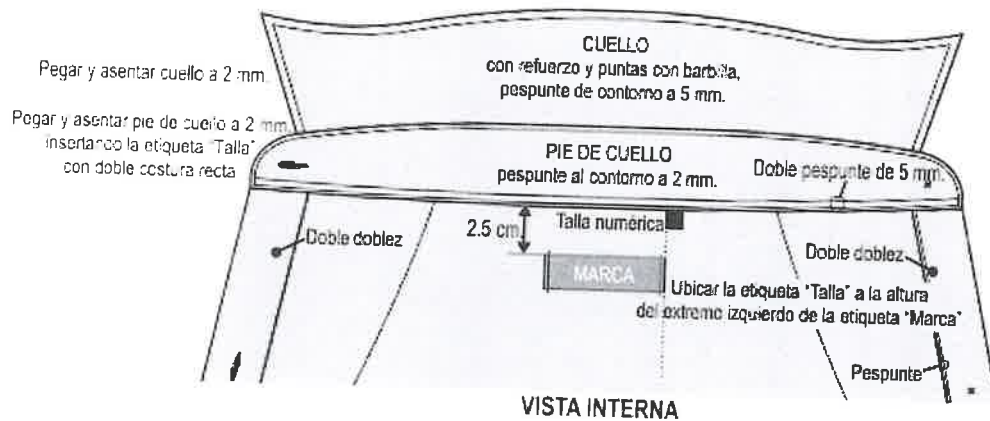 CUELLO
con refuerzo y puntas con barbilla,
pespunte de contorno a 5 mm.
Pegar y asentar cuello a 2 mm.
Pegar y asentar pie de cuello a 2 mm.
insertando la etiqueta "Talla"
con doble costura recta
PIE DE CUELLO
pespunte al contorno a 2 mm.
Doble pespunte de 5 mm.
2.5 cm
Talla numérica
Doble doblez
Doble doblez
MARCA
Ubicar la etiqueta "Talla" a la altura
del extremo izquierdo de la etiqueta "Marca"
Pespunte
VISTA INTERNA